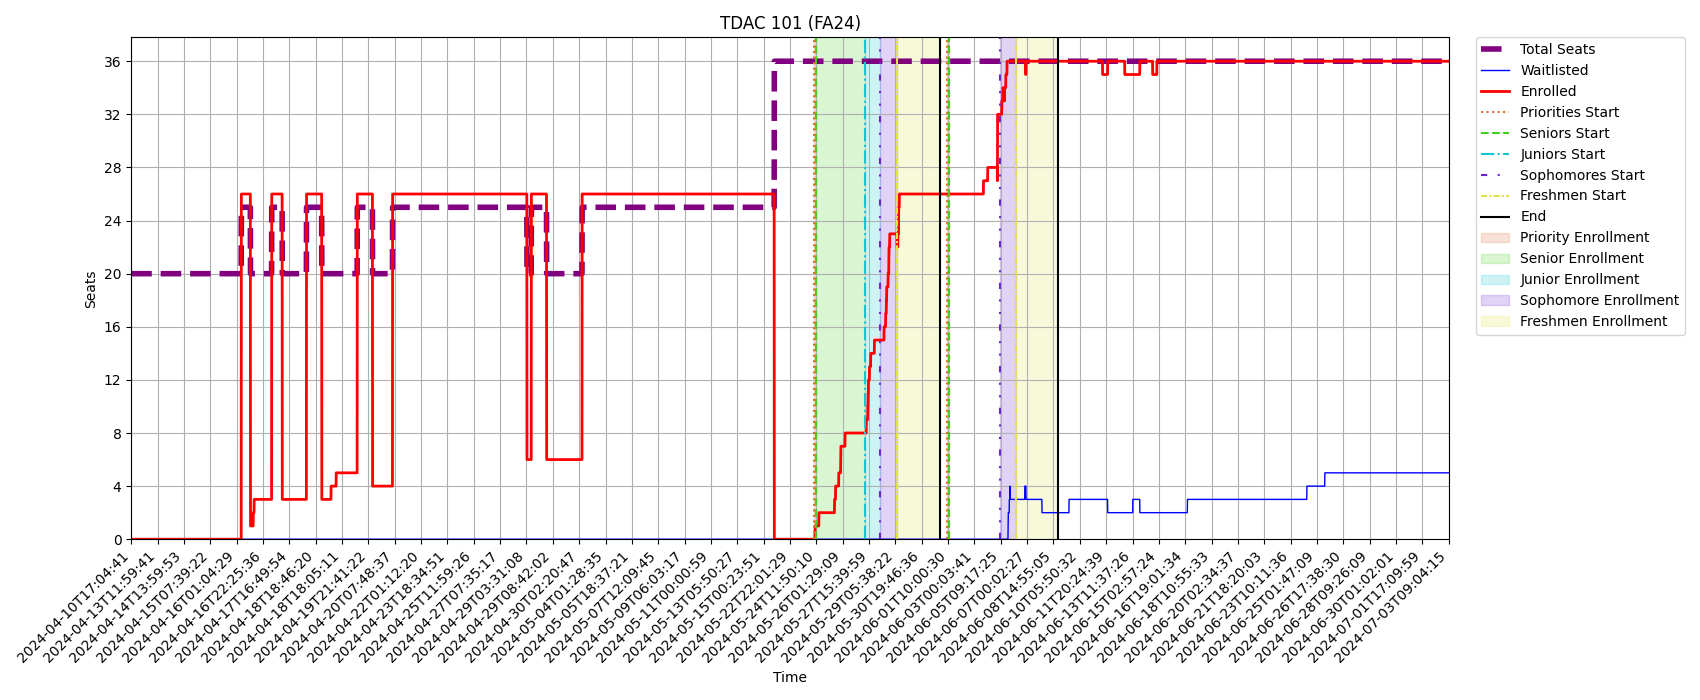 TDAC 101 (FA24)
36
32
28
24
20
16
12
8
4
0
Seats
2024-04-10T17:04:41
2024-04-13T11:59:41
2024-04-14T13:59:53
2024-04-15T07:39:22
2024-04-16T01:04:29
2024-04-16T22:25:36
2024-04-17T16:49:54
2024-04-18T18:46:20
2024-04-18T18:05:11
2024-04-19T21:41:22
2024-04-20T07:48:37
2024-04-22T01:12:20
2024-04-23T18:34:51
2024-04-25T11:59:26
2024-04-27T07:35:17
2024-04-29T03:31:08
2024-04-29T08:42:02
2024-04-30T02:20:47
2024-05-04T01:28:35
2024-05-05T18:37:21
2024-05-07T12:09:45
2024-05-09T06:03:17
2024-05-11T00:00:59
2024-05-13T05:50:27
2024-05-15T00:23:51
2024-05-22T22:01:29
2024-05-24T11:50:10
2024-05-26T01:29:09
2024-05-27T15:39:59
2024-05-29T05:38:22
2024-05-30T19:46:36
2024-06-01T10:00:30
2024-06-03T00:03:41
2024-06-05T09:17:25
2024-06-07T00:02:27
2024-06-08T14:55:05
2024-06-10T05:50:32
2024-06-11T20:24:39
2024-06-13T11:37:26
2024-06-15T02:57:24
2024-06-16T19:01:34
2024-06-18T10:55:33
2024-06-20T02:34:37
2024-06-21T18:20:03
2024-06-23T10:11:36
2024-06-25T01:47:09
2024-06-26T17:38:30
2024-06-28T09:26:09
2024-06-30T01:02:01
2024-07-01T17:09:59
2024-07-03T09:04:15
Time
Total Seats
Waitlisted
Enrolled
Priorities Start
Seniors Start
Juniors Start
Sophomores Start
Freshmen Start
End
Priority Enrollment
Senior Enrollment
Junior Enrollment
Sophomore Enrollment
Freshmen Enrollment